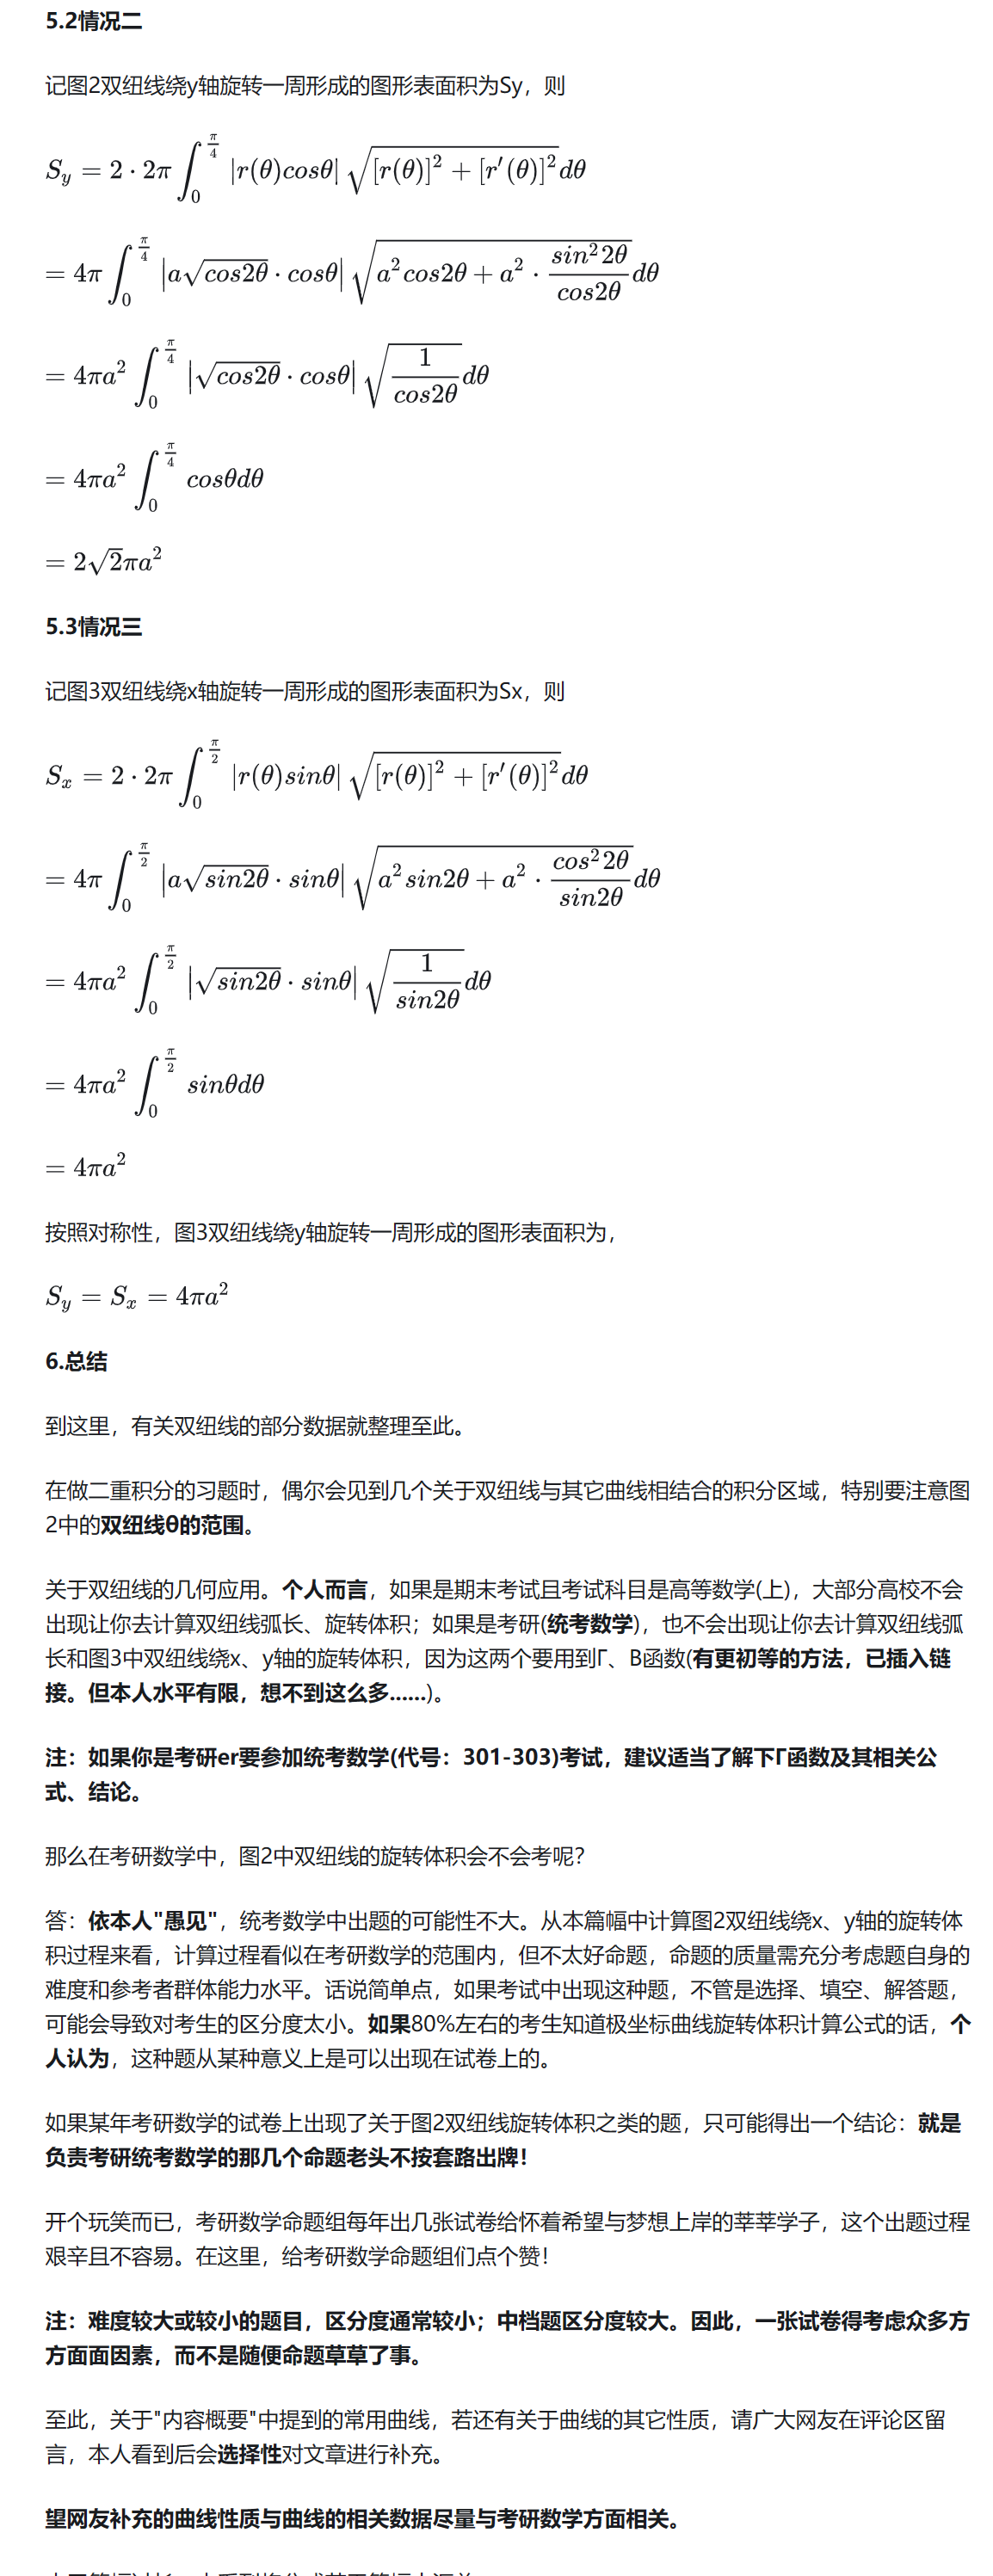 5.2情况二
记图2双纽线绕y轴旋转一周形成的图形表面积为Sy，则
$S_y = 2 \cdot 2\pi \int_0^{\frac{\pi}{4}} |r(\theta)cos\theta| \sqrt{[r(\theta)]^2 + [r'(\theta)]^2} d\theta$
$= 4\pi \int_0^{\frac{\pi}{4}} |a\sqrt{cos2\theta} \cdot cos\theta| \sqrt{a^2cos2\theta + a^2 \cdot \frac{sin^22\theta}{cos2\theta}} d\theta$
$= 4\pi a^2 \int_0^{\frac{\pi}{4}} |\sqrt{cos2\theta} \cdot cos\theta| \sqrt{\frac{1}{cos2\theta}} d\theta$
$= 4\pi a^2 \int_0^{\frac{\pi}{4}} cos\theta d\theta$
$= 2\sqrt{2}\pi a^2$
5.3情况三
记图3双纽线绕x轴旋转一周形成的图形表面积为Sx，则
$S_x = 2 \cdot 2\pi \int_0^{\frac{\pi}{2}} |r(\theta)sin\theta| \sqrt{[r(\theta)]^2 + [r'(\theta)]^2} d\theta$
$= 4\pi \int_0^{\frac{\pi}{2}} |a\sqrt{sin2\theta} \cdot sin\theta| \sqrt{a^2sin2\theta + a^2 \cdot \frac{cos^22\theta}{sin2\theta}} d\theta$
$= 4\pi a^2 \int_0^{\frac{\pi}{2}} |\sqrt{sin2\theta} \cdot sin\theta| \sqrt{\frac{1}{sin2\theta}} d\theta$
$= 4\pi a^2 \int_0^{\frac{\pi}{2}} sin\theta d\theta$
$= 4\pi a^2$
按照对称性，图3双纽线绕y轴旋转一周形成的图形表面积为，
$S_y = S_x = 4\pi a^2$
6.总结
到这里，有关双纽线的部分数据就整理至此。
在做二重积分的习题时，偶尔会见到几个关于双纽线与其它曲线相结合的积分区域，特别要注意图
2中的双纽线θ的范围。
关于双纽线的几何应用。个人而言，如果是期末考试且考试科目是高等数学(上)，大部分高校不会
出现让你去计算双纽线弧长、旋转体积；如果是考研(统考数学)，也不会出现让你去计算双纽线弧
长和图3中双纽线绕x、y轴的旋转体积，因为这两个要用到Γ、B函数(有更初等的方法，已插入链
接。但本人水平有限，想不到这么多......)。
注：如果你是考研er要参加统考数学(代号：301-303)考试，建议适当了解下Γ函数及其相关公
式、结论。
那么在考研数学中，图2中双纽线的旋转体积会不会考呢？
答：依本人"愚见"，统考数学中出题的可能性不大。从本篇幅中计算图2双纽线绕x、y轴的旋转体
积过程来看，计算过程看似在考研数学的范围内，但不太好命题，命题的质量需充分考虑题自身的
难度和参考者群体能力水平。话说简单点，如果考试中出现这种题，不管是选择、填空、解答题，
可能会导致对考生的区分度太小。如果80%左右的考生知道极坐标曲线旋转体积计算公式的话，个
人认为，这种题从某种意义上是可以出现在试卷上的。
如果某年考研数学的试卷上出现了关于图2双纽线旋转体积之类的题，只可能得出一个结论：就是
负责考研统考数学的那几个命题老头不按套路出牌！
开个玩笑而已，考研数学命题组每年出几张试卷给怀着希望与梦想上岸的莘莘学子，这个出题过程
艰辛且不容易。在这里，给考研数学命题组们点个赞！
注：难度较大或较小的题目，区分度通常较小；中档题区分度较大。因此，一张试卷得考虑众多方
方面面因素，而不是随便命题草草了事。
至此，关于"内容概要"中提到的常用曲线，若还有关于曲线的其它性质，请广大网友在评论区留
言，本人看到后会选择性对文章进行补充。
望网友补充的曲线性质与曲线的相关数据尽量与考研数学方面相关。